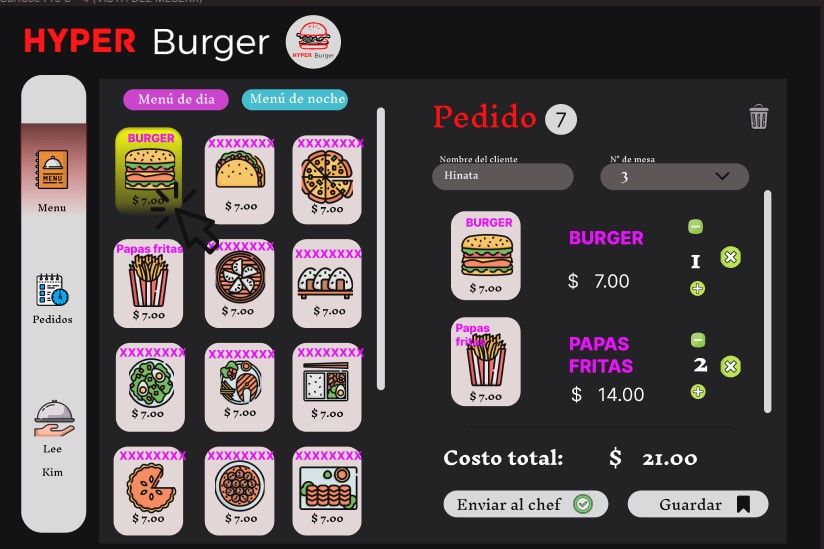 HYPER Burger
HYPER Burger
Menú de dia
Menú de noche
Menu
Pedidos
Lee
Kim
BURGER
$ 7.00
XXXXXXXX
$ 7.00
XXXXXXXX
$ 7.00
Papas fritas
$ 7.00
XXXXXXXX
$ 7.00
XXXXXXXX
$ 7.00
XXXXXXXX
$ 7.00
XXXXXXXX
$ 7.00
XXXXXXXX
$ 7.00
XXXXXXXX
$ 7.00
XXXXXXXX
$ 7.00
XXXXXXXX
$ 7.00
Pedido 7
Nombre del cliente
Hinata
N° de mesa
3
BURGER
$ 7.00
BURGER
$ 7.00
1
Papas
fritas
$ 7.00
PAPAS
FRITAS
$ 14.00
2
Costo total: $ 21.00
Enviar al chef
Guardar